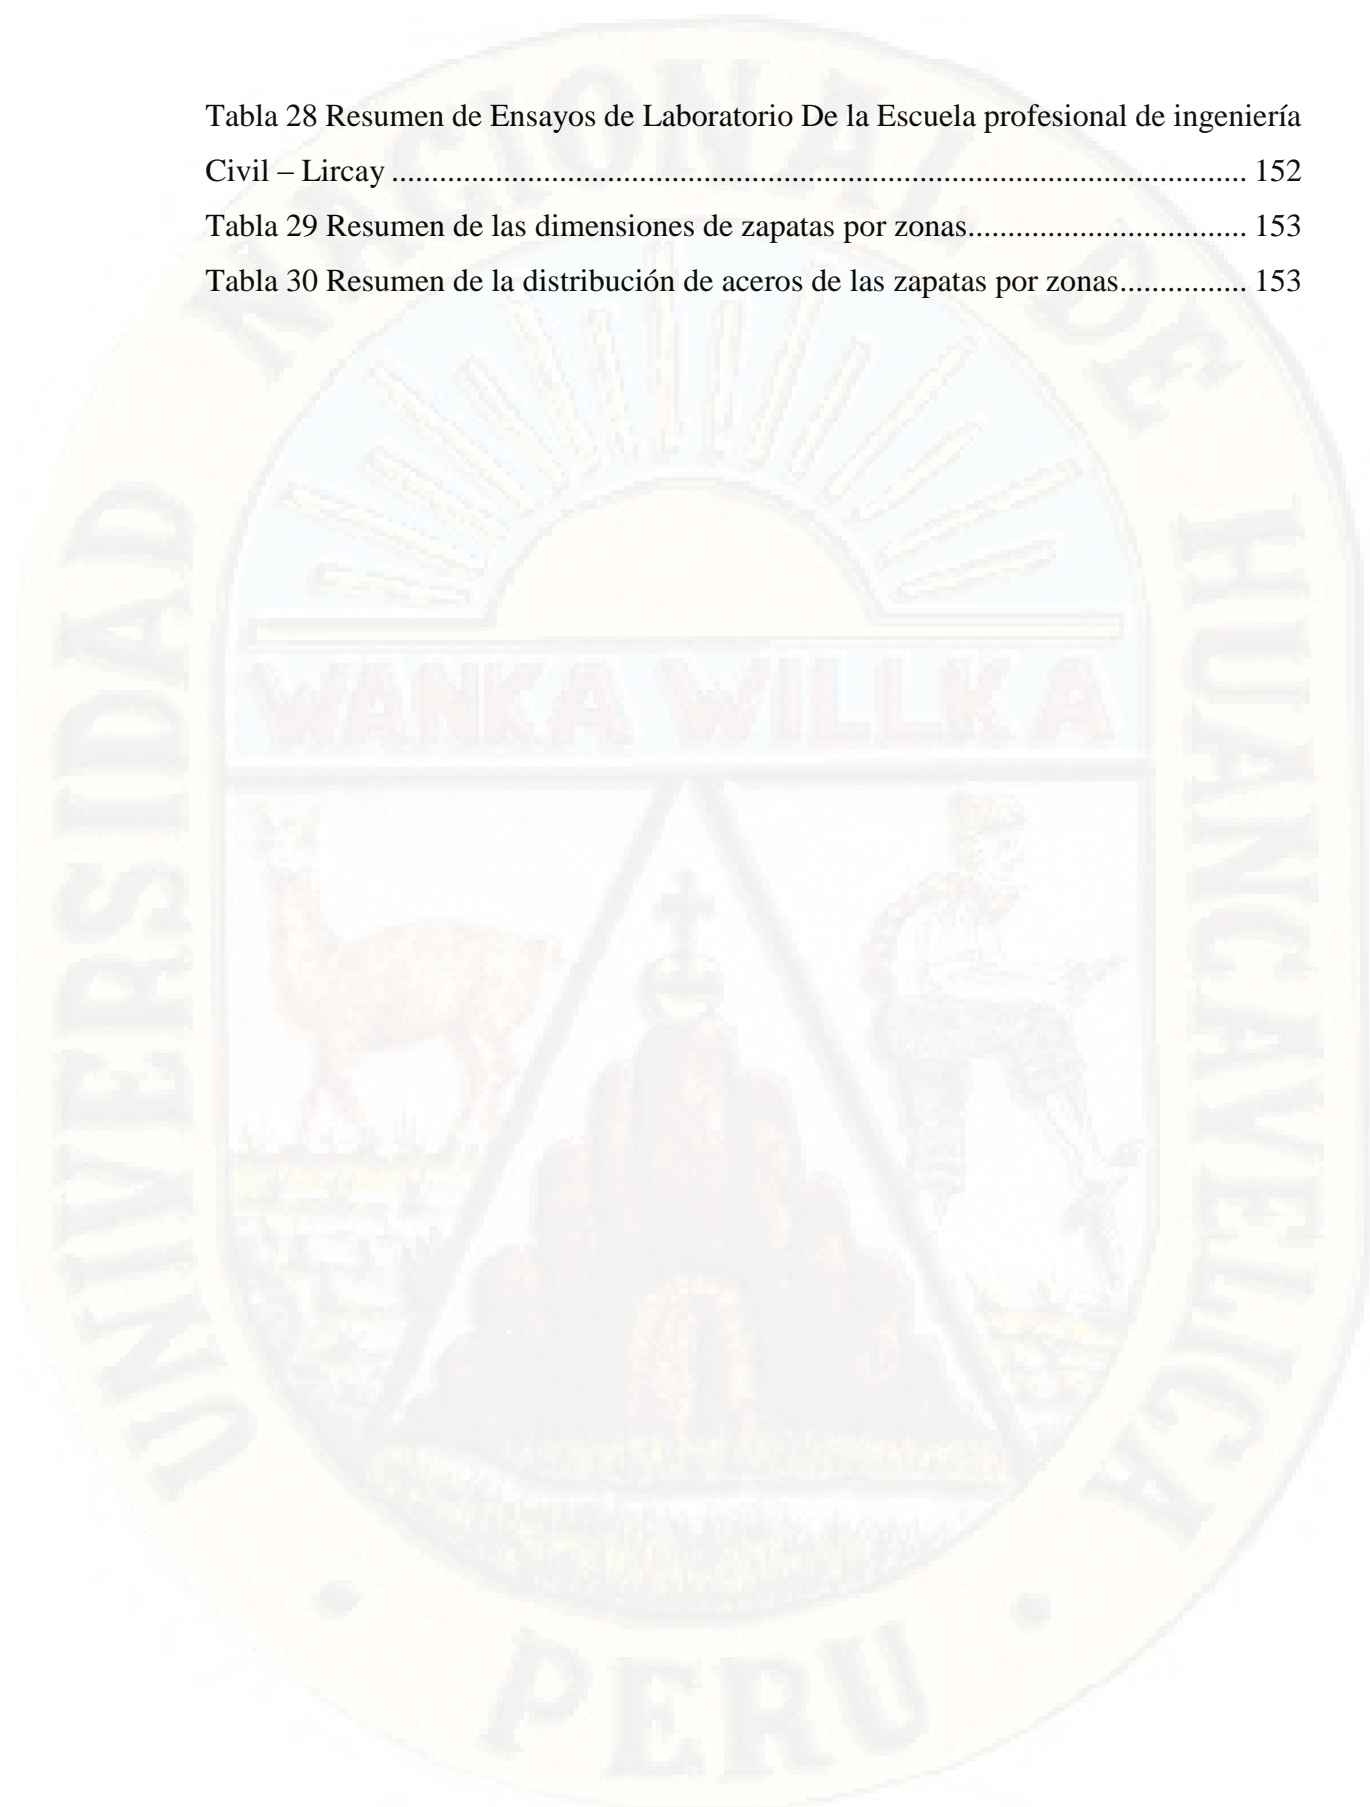 Tabla 28 Resumen de Ensayos de Laboratorio De la Escuela profesional de ingeniería
Civil – Lircay ........................................................................................................... 152
Tabla 29 Resumen de las dimensiones de zapatas por zonas................................... 153
Tabla 30 Resumen de la distribución de aceros de las zapatas por zonas................ 153
UNIVERSIDAD NACIONAL DE HUANCAVELICA
WANKA WILLKA
• PERU •